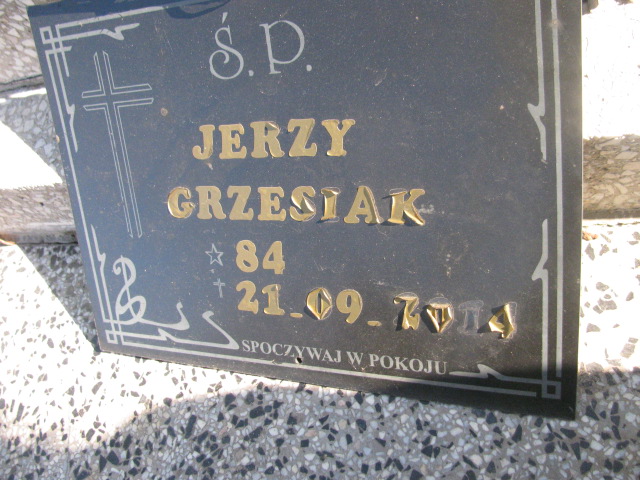 Ś.P.
JERZY
GRZESIAK
84
21-09-2014
SPOCZYWAJ W POKOJU